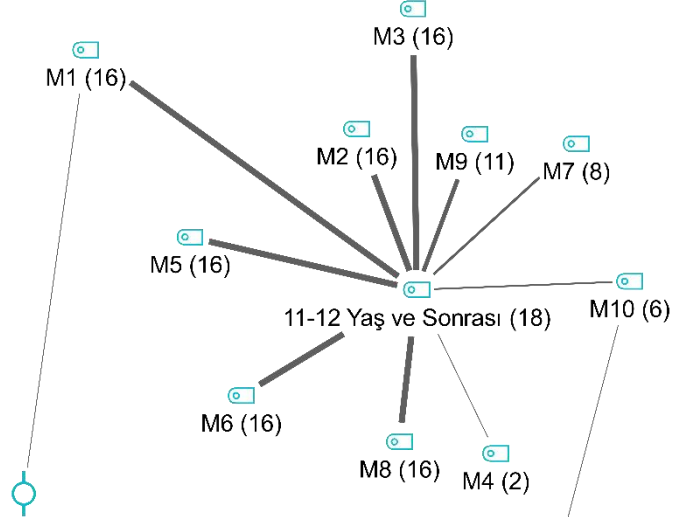 M3 (16)
M1 (16)
M2 (16)
M9 (11)
M7 (8)
M5 (16)
11-12 Yaş ve Sonrası (18)
M10 (6)
M6 (16)
M8 (16)
M4 (2)